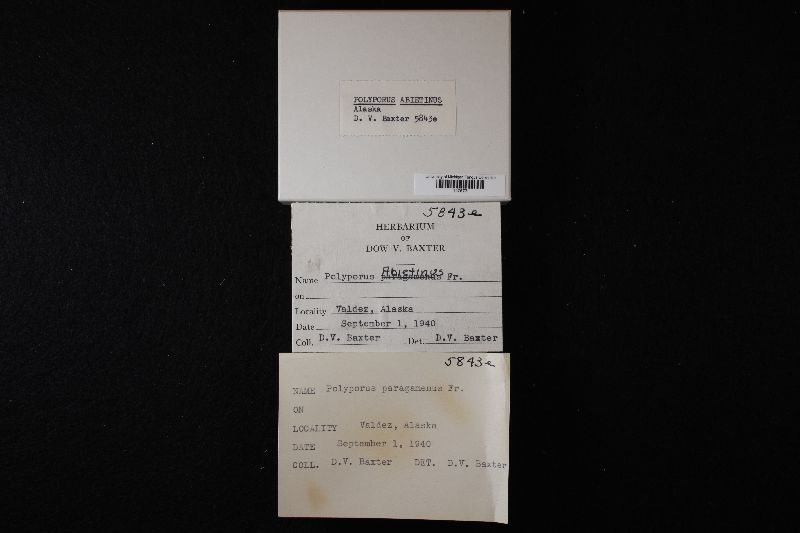 POLYPORUS ABIETINUS
Alaska
D. V. Baxter 5843e
5843e
HERBARIUM
OF
DOW V. BAXTER
Abietinus
Name Polyporus paragamenus Fr.
on
Locality Valdez, Alaska
Date September 1, 1940
Coll. D.V. Baxter Det. D.V. Baxter
5843e
NAME Polyporus paragamenus Fr.
ON
LOCALITY Valdez, Alaska
DATE September 1, 1940
COLL. D.V. Baxter DET. D.V. Baxter